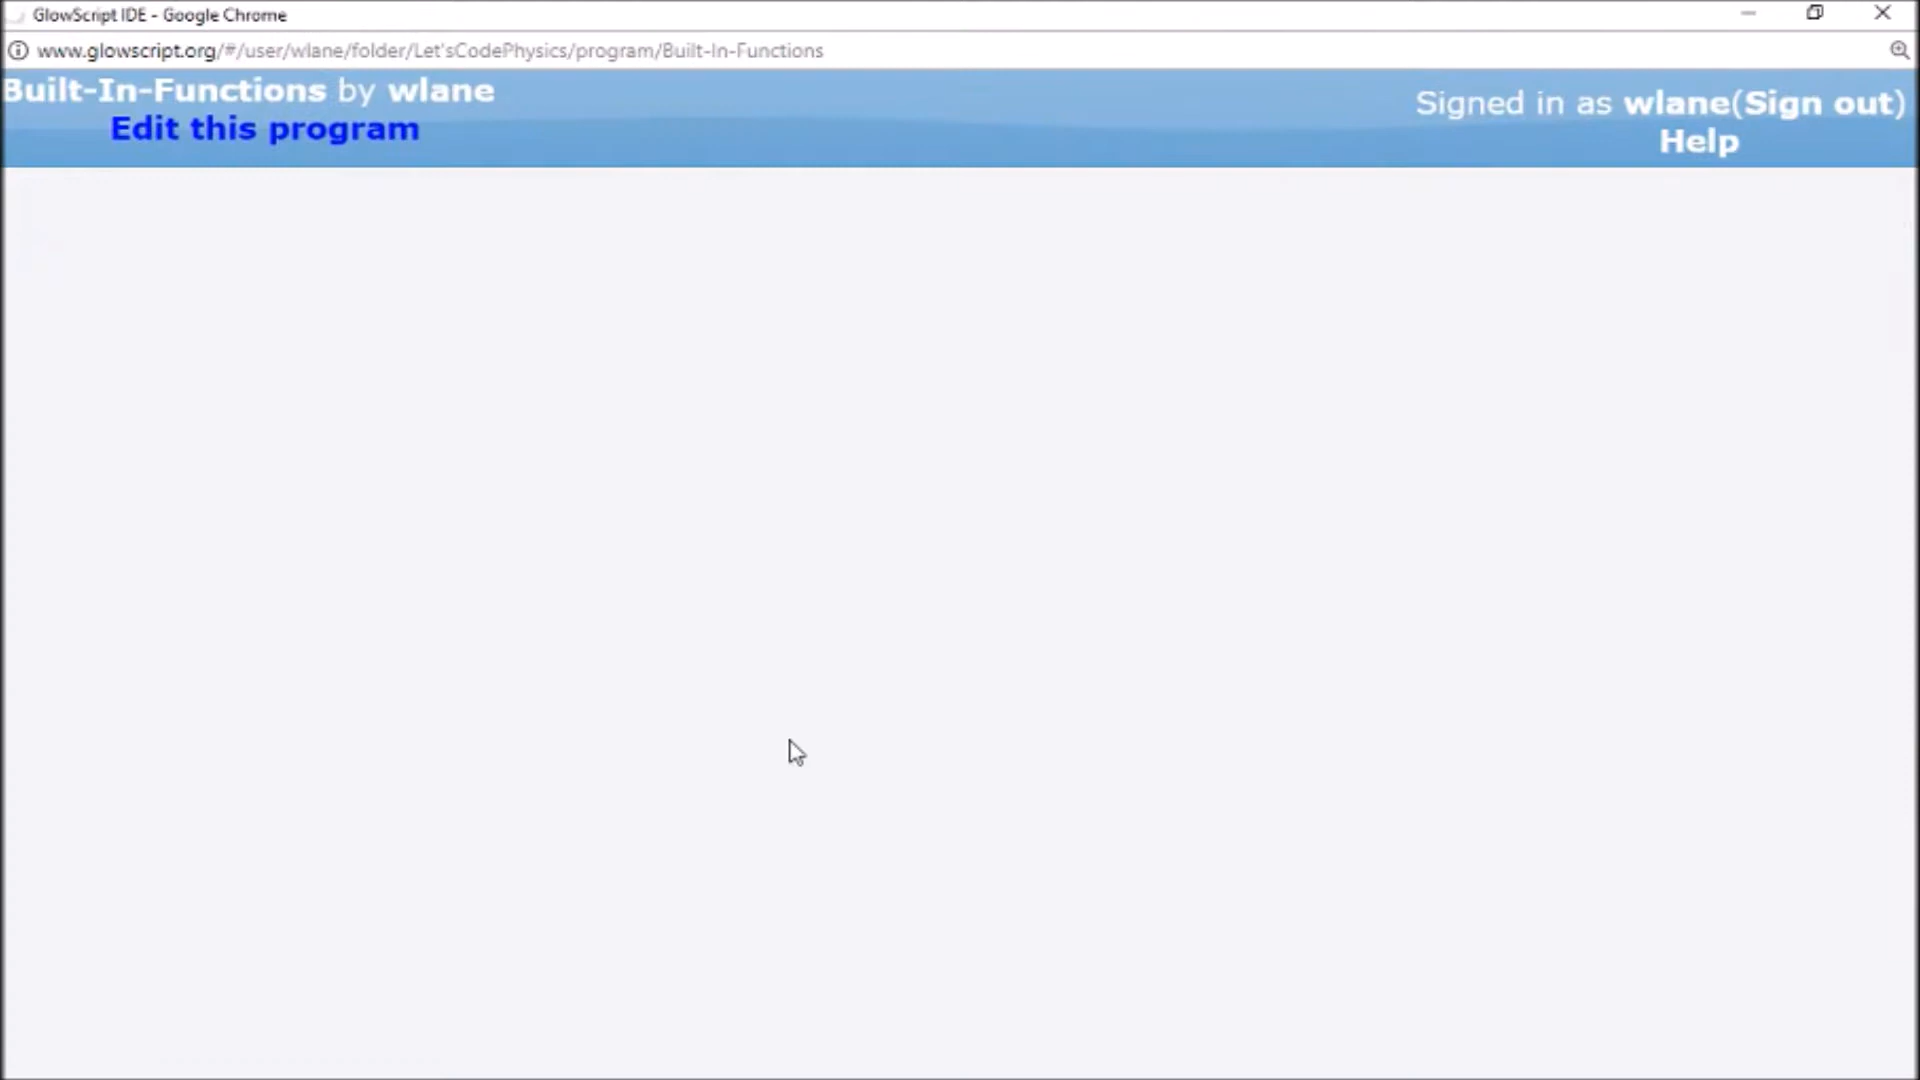 GlowScript IDE - Google Chrome
www.glowscript.org/#/user/wlane/folder/Let'sCodePhysics/program/Built-In-Functions
Built-In-Functions by wlane
Signed in as wlane(Sign out)
Edit this program
Help